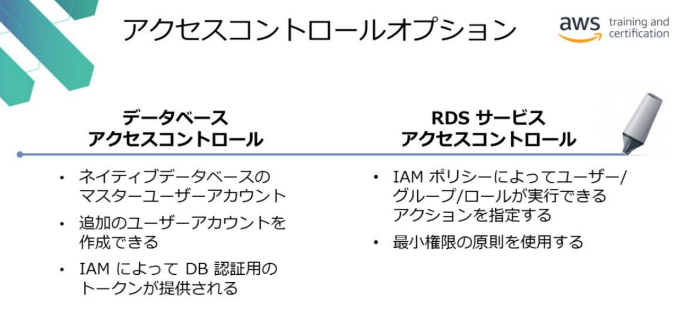 アクセスコントロールオプション
aws training and
certification
データベース
アクセスコントロール
・ ネイティブデータベースの
マスターユーザーアカウント
・ 追加のユーザーアカウントを
作成できる
・ IAM によって DB 認証用の
トークンが提供される
RDS サービス
アクセスコントロール
・ IAM ポリシーによってユーザー/
グループ/ロールが実行できる
アクションを指定する
・ 最小権限の原則を使用する